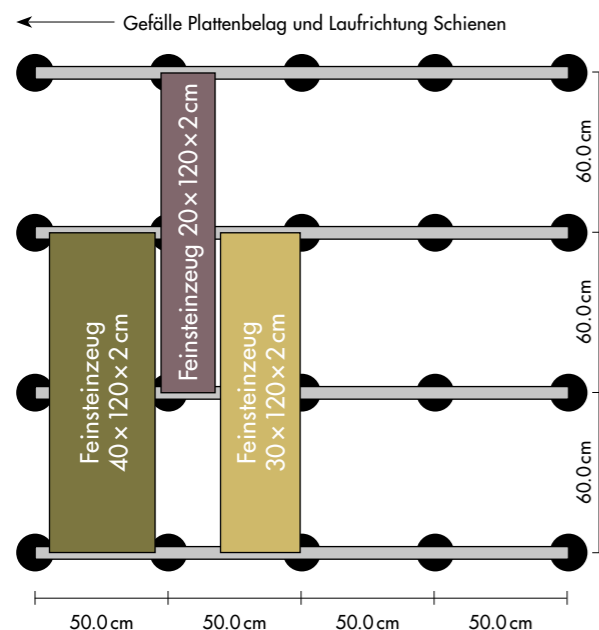 Gefälle Plattenbelag und Laufrichtung Schienen
Feinsteinzeug 20 × 120 × 2 cm
60.0 cm
60.0 cm
60.0 cm
Feinsteinzeug
40 × 120 × 2 cm
Feinsteinzeug
30 × 120 × 2 cm
50.0 cm
50.0 cm
50.0 cm
50.0 cm